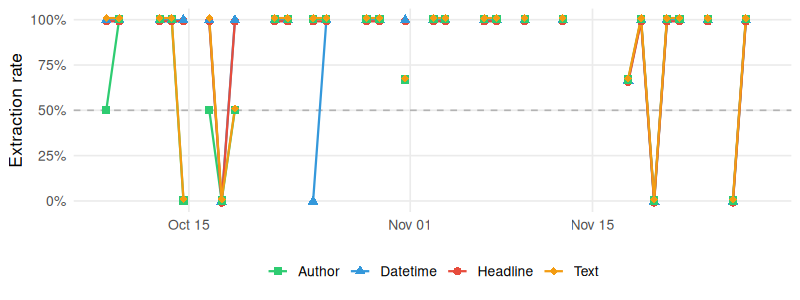 100%
75%
50%
25%
0%
Extraction rate
Oct 15
Nov 01
Nov 15
Author
Datetime
Headline
Text